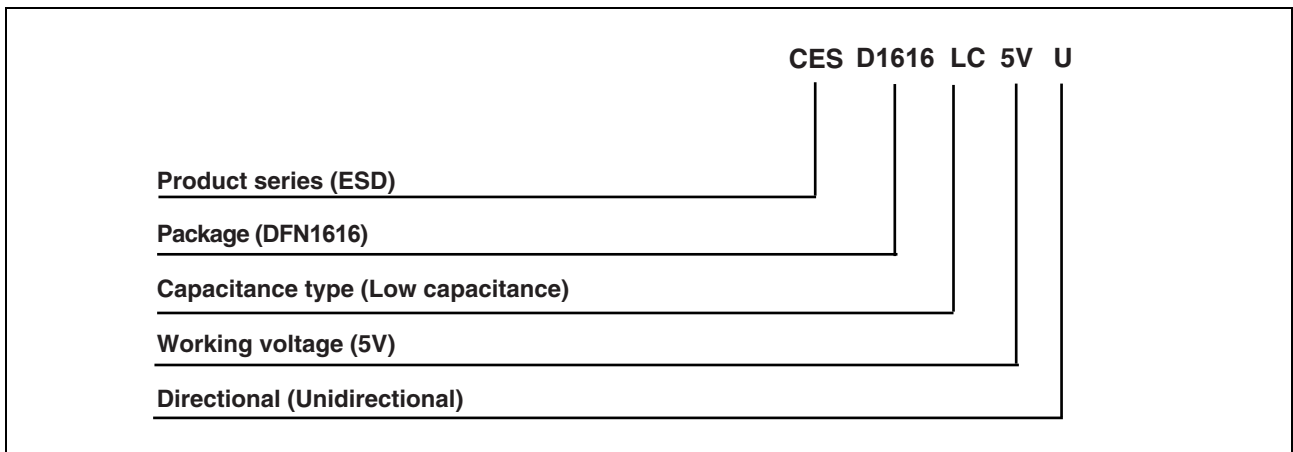 CES D1616 LC 5V U
Product series (ESD)
Package (DFN1616)
Capacitance type (Low capacitance)
Working voltage (5V)
Directional (Unidirectional)